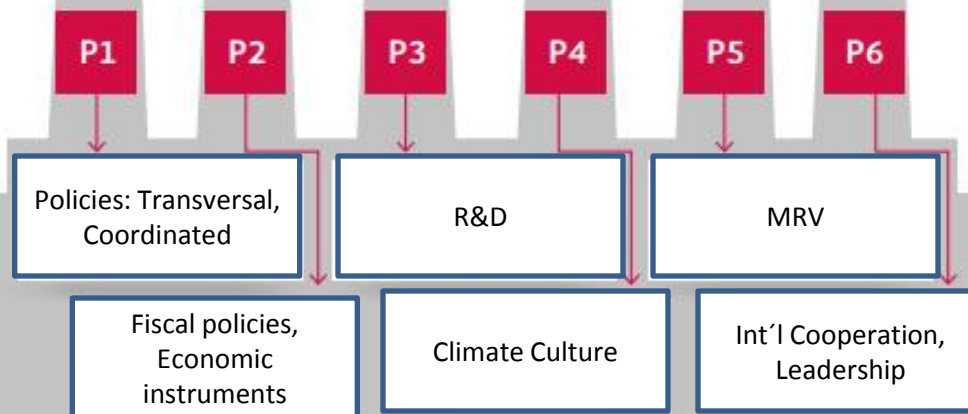 P1
P2
P3
P4
P5
P6
Policies: Transversal,
Coordinated
R&D
MRV
Fiscal policies,
Economic
instruments
Climate Culture
Int´l Cooperation,
Leadership